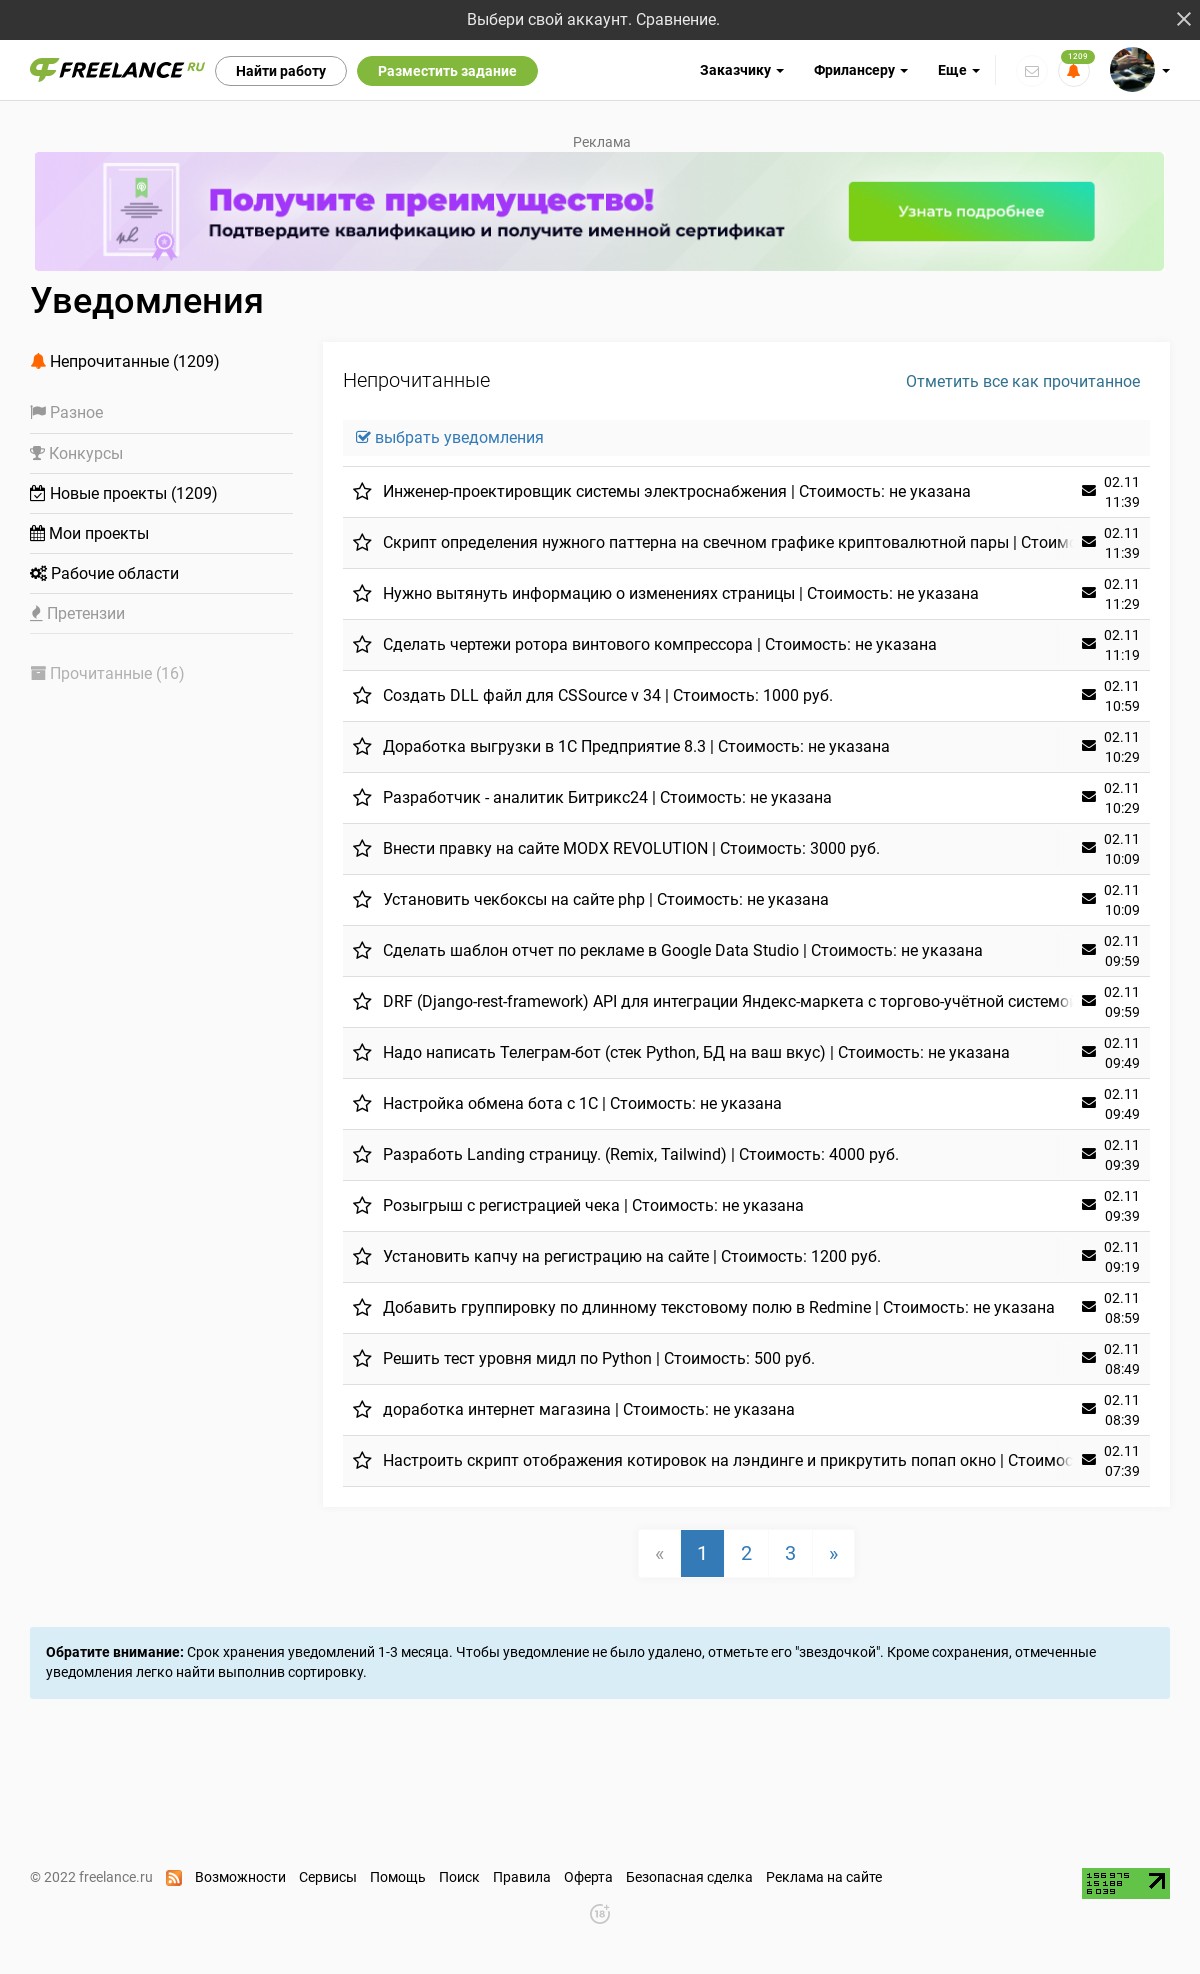 Выбери свой аккаунт. Сравнение.
FREELANCE RU
Найти работу
Разместить задание
Заказчику
Фрилансеру
Еще
1209
Реклама
Получите преимущество!
Подтвердите квалификацию и получите именной сертификат
Узнать подробнее
Уведомления
Непрочитанные (1209)
Разное
Конкурсы
Новые проекты (1209)
Мои проекты
Рабочие области
Претензии
Прочитанные (16)
Непрочитанные
Отметить все как прочитанное
выбрать уведомления
Инженер-проектировщик системы электроснабжения | Стоимость: не указана
02.11
11:39
Скрипт определения нужного паттерна на свечном графике криптовалютной пары | Стоим
02.11
11:39
Нужно вытянуть информацию о изменениях страницы | Стоимость: не указана
02.11
11:29
Сделать чертежи ротора винтового компрессора | Стоимость: не указана
02.11
11:19
Создать DLL файл для CSSource v 34 | Стоимость: 1000 руб.
02.11
10:59
Доработка выгрузки в 1С Предприятие 8.3 | Стоимость: не указана
02.11
10:29
Разработчик - аналитик Битрикс24 | Стоимость: не указана
02.11
10:29
Внести правку на сайте MODX REVOLUTION | Стоимость: 3000 руб.
02.11
10:09
Установить чекбоксы на сайте php | Стоимость: не указана
02.11
10:09
Сделать шаблон отчет по рекламе в Google Data Studio | Стоимость: не указана
02.11
09:59
DRF (Django-rest-framework) API для интеграции Яндекс-маркета с торгово-учётной системо
02.11
09:59
Надо написать Телеграм-бот (стек Python, БД на ваш вкус) | Стоимость: не указана
02.11
09:49
Настройка обмена бота с 1С | Стоимость: не указана
02.11
09:49
Разработь Landing страницу. (Remix, Tailwind) | Стоимость: 4000 руб.
02.11
09:39
Розыгрыш с регистрацией чека | Стоимость: не указана
02.11
09:39
Установить капчу на регистрацию на сайте | Стоимость: 1200 руб.
02.11
09:19
Добавить группировку по длинному текстовому полю в Redmine | Стоимость: не указана
02.11
08:59
Решить тест уровня мидл по Python | Стоимость: 500 руб.
02.11
08:49
доработка интернет магазина | Стоимость: не указана
02.11
08:39
Настроить скрипт отображения котировок на лэндинге и прикрутить попап окно | Стоимос
02.11
07:39
« 1 2 3 »
Обратите внимание: Срок хранения уведомлений 1-3 месяца. Чтобы уведомление не было удалено, отметьте его "звездочкой". Кроме сохранения, отмеченные
уведомления легко найти выполнив сортировку.
© 2022 freelance.ru
Возможности
Сервисы
Помощь
Поиск
Правила
Оферта
Безопасная сделка
Реклама на сайте
156975
15188
6039
18+